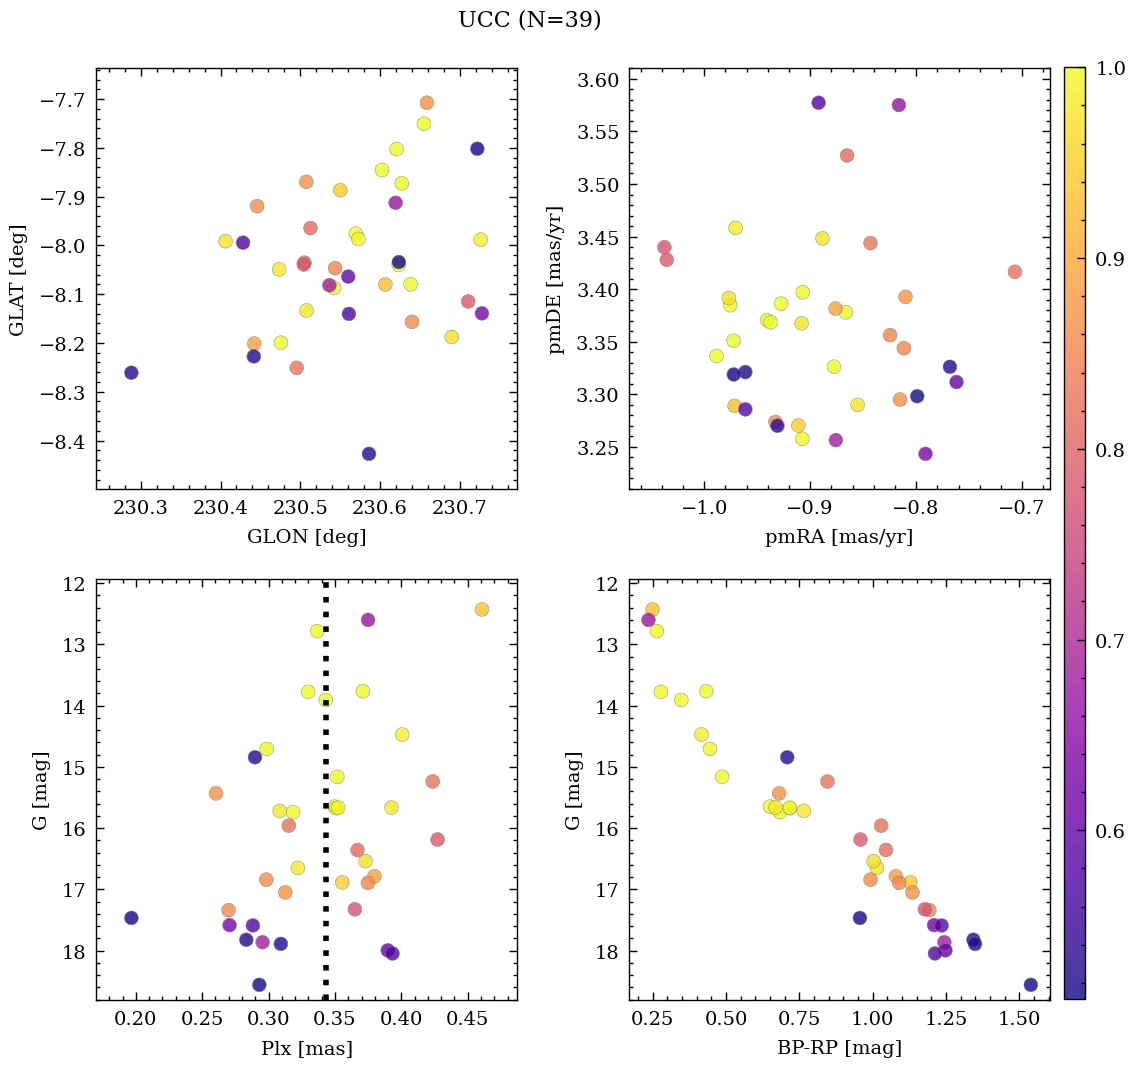 UCC (N=39)
−7.7
−7.8
−7.9
−8.0
−8.1
−8.2
−8.3
−8.4
GLAT [deg]
230.3 230.4 230.5 230.6 230.7
GLON [deg]
3.60
3.55
3.50
3.45
3.40
3.35
3.30
3.25
pmDE [mas/yr]
−1.0 −0.9 −0.8 −0.7
pmRA [mas/yr]
12
13
14
15
16
17
18
G [mag]
0.20 0.25 0.30 0.35 0.40 0.45
Plx [mas]
12
13
14
15
16
17
18
G [mag]
0.25 0.50 0.75 1.00 1.25 1.50
BP-RP [mag]
1.0
0.9
0.8
0.7
0.6